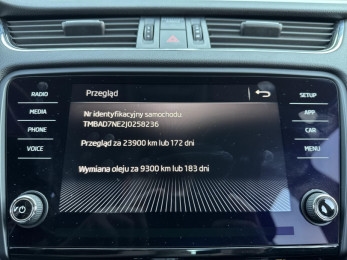 Przegląd
RADIO
MEDIA
PHONE
VOICE
Nr identyfikacyjny samochodu:
TMBAD7NE2J0258236
Przegląd za 23900 km lub 172 dni
Wymiana oleju za 9300 km lub 183 dni
SETUP
APP
CAR
MENU